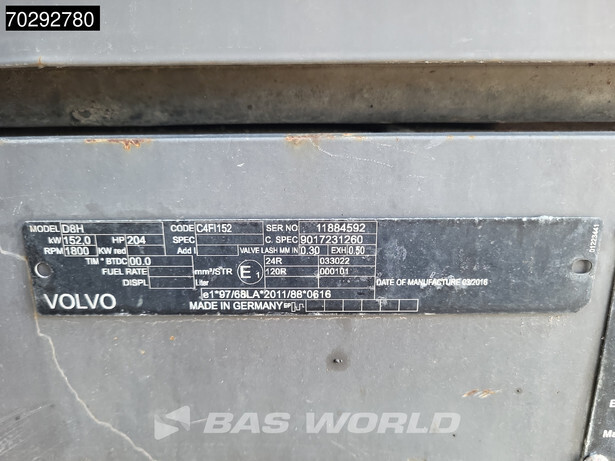 70292780
MODEL D8H CODE C4FI152 SER NO 11884592
kW 152.0 HP 204 SPEC C. SPEC 9017231260
RPM 1800 KW red Add I VALVE LASH MM IN 0.30 EXH 0.50
TIM ° BTDC 00.0 24R 033022
FUEL RATE mm³/STR E1 120R 000101
DISPL Liter DATE OF MANUFACTURE 03/2016
e1*97/68LA*2011/88*0616
VOLVO MADE IN GERMANY
01223441
BAS WORLD